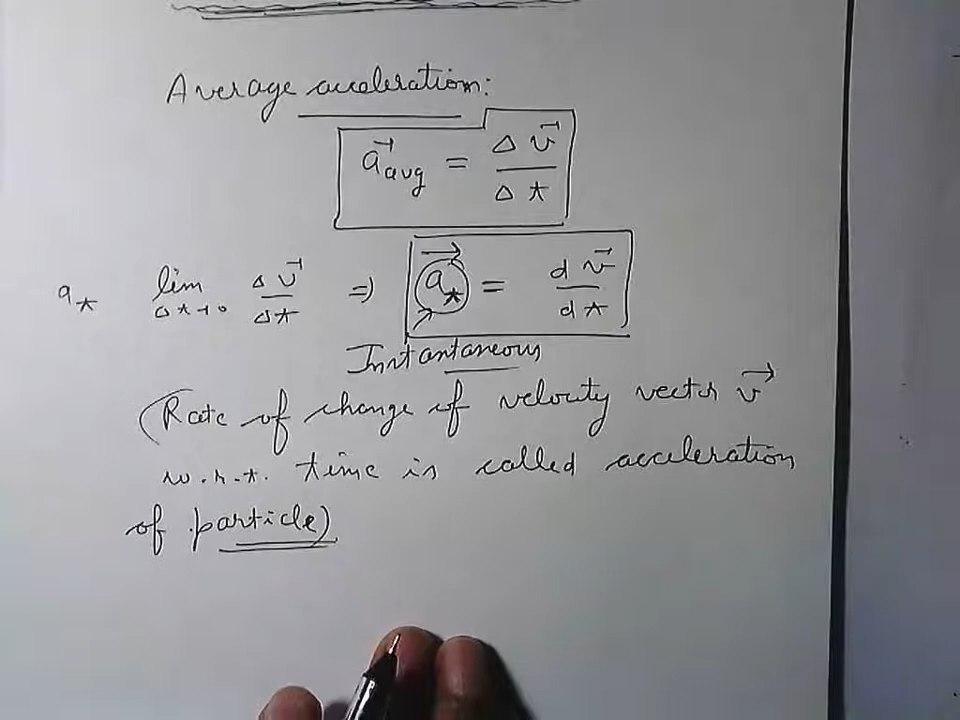 Average acceleration:
a⃗avg = Δv⃗/Δt
at lim Δt→0 Δv⃗/Δt ⇒ a⃗t = dv⃗/dt
Instantaneous
(Rate of change of velocity vector v⃗
w.r.t. time is called acceleration
of particle)